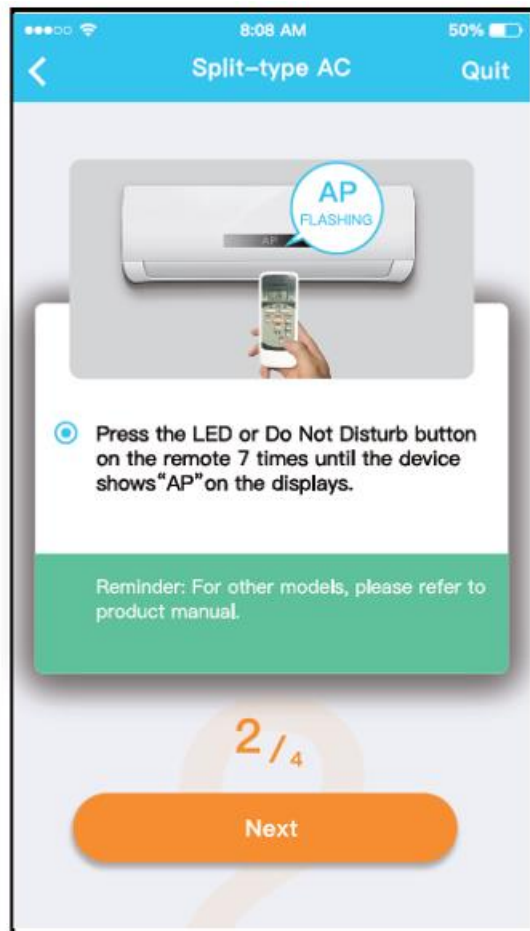 8:08 AM
50%
Split-type AC
Quit
AP
FLASHING
AP
Press the LED or Do Not Disturb button
on the remote 7 times until the device
shows“AP”on the displays.
Reminder: For other models, please refer to
product manual.
2/4
Next